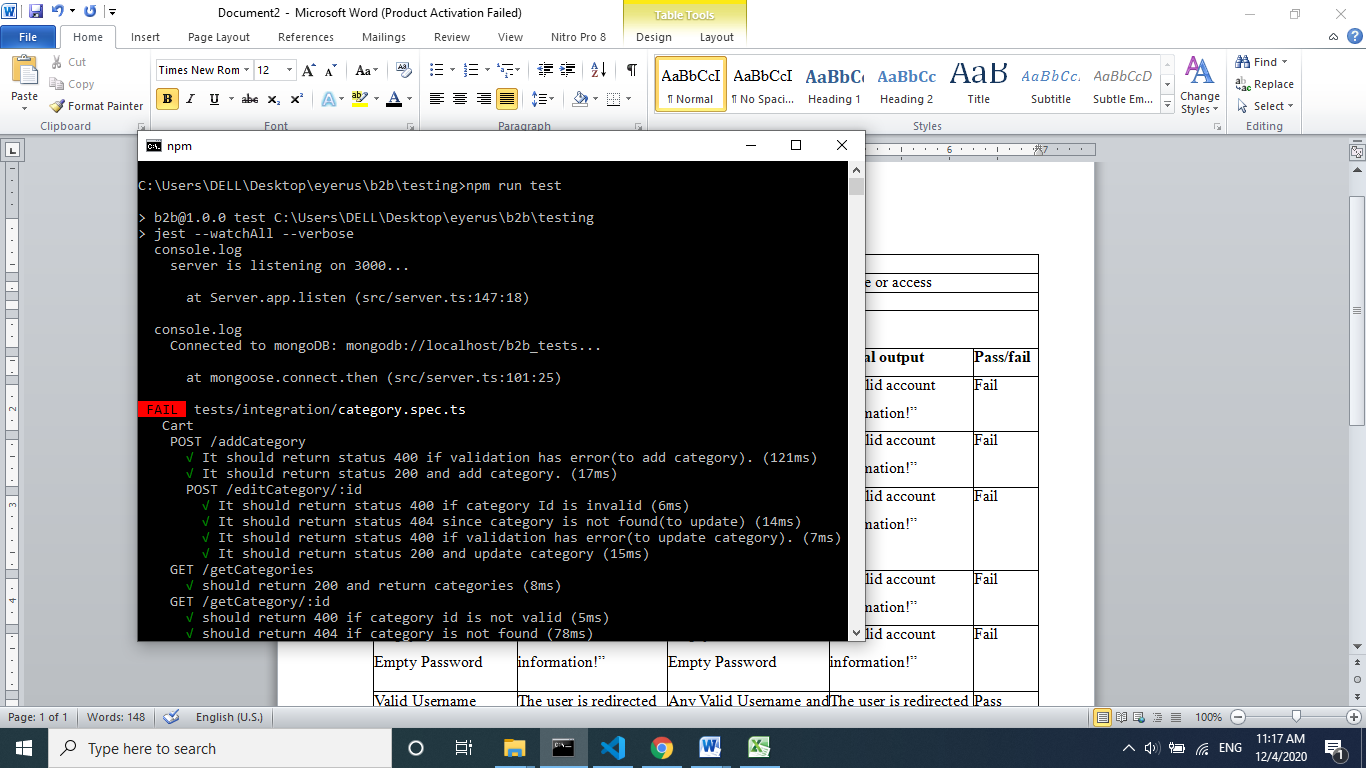 Document2 - Microsoft Word (Product Activation Failed)
Table Tools
File Home Insert Page Layout References Mailings Review View Nitro Pro 8 Design Layout
Paste
Cut
Copy
Format Painter
Clipboard
Times New Rom 12
Font
Paragraph
AaBbCcI AaBbCcI AaBbCc AaBbCc AaB AaBbCc. AaBbCcD
¶ Normal ¶ No Spaci... Heading 1 Heading 2 Title Subtitle Subtle Em...
Change
Styles
Styles
Find
Replace
Select
Editing
npm
C:\Users\DELL\Desktop\eyerus\b2b\testing>npm run test
> b2b@1.0.0 test C:\Users\DELL\Desktop\eyerus\b2b\testing
> jest --watchAll --verbose
console.log
server is listening on 3000...
at Server.app.listen (src/server.ts:147:18)
console.log
Connected to mongoDB: mongodb://localhost/b2b_tests...
at mongoose.connect.then (src/server.ts:101:25)
FAIL tests/integration/category.spec.ts
Cart
POST /addCategory
√ It should return status 400 if validation has error(to add category). (121ms)
√ It should return status 200 and add category. (17ms)
POST /editCategory/:id
√ It should return status 400 if category Id is invalid (6ms)
√ It should return status 404 since category is not found(to update) (14ms)
√ It should return status 400 if validation has error(to update category). (7ms)
√ It should return status 200 and update category (15ms)
GET /getCategories
√ should return 200 and return categories (8ms)
GET /getCategory/:id
√ should return 400 if category id is not valid (5ms)
√ should return 404 if category is not found (78ms)
6 7
2
3
4
e or access
al output Pass/fail
lid account Fail
mation!”
lid account Fail
mation!”
lid account Fail
mation!”
lid account Fail
mation!”
lid account Fail
Empty Password information!” Empty Password information!”
Valid Username The user is redirected Any Valid Username and The user is redirected Pass
Page: 1 of 1 Words: 148 English (U.S.) 100%
Type here to search
ENG
11:17 AM
12/4/2020
1